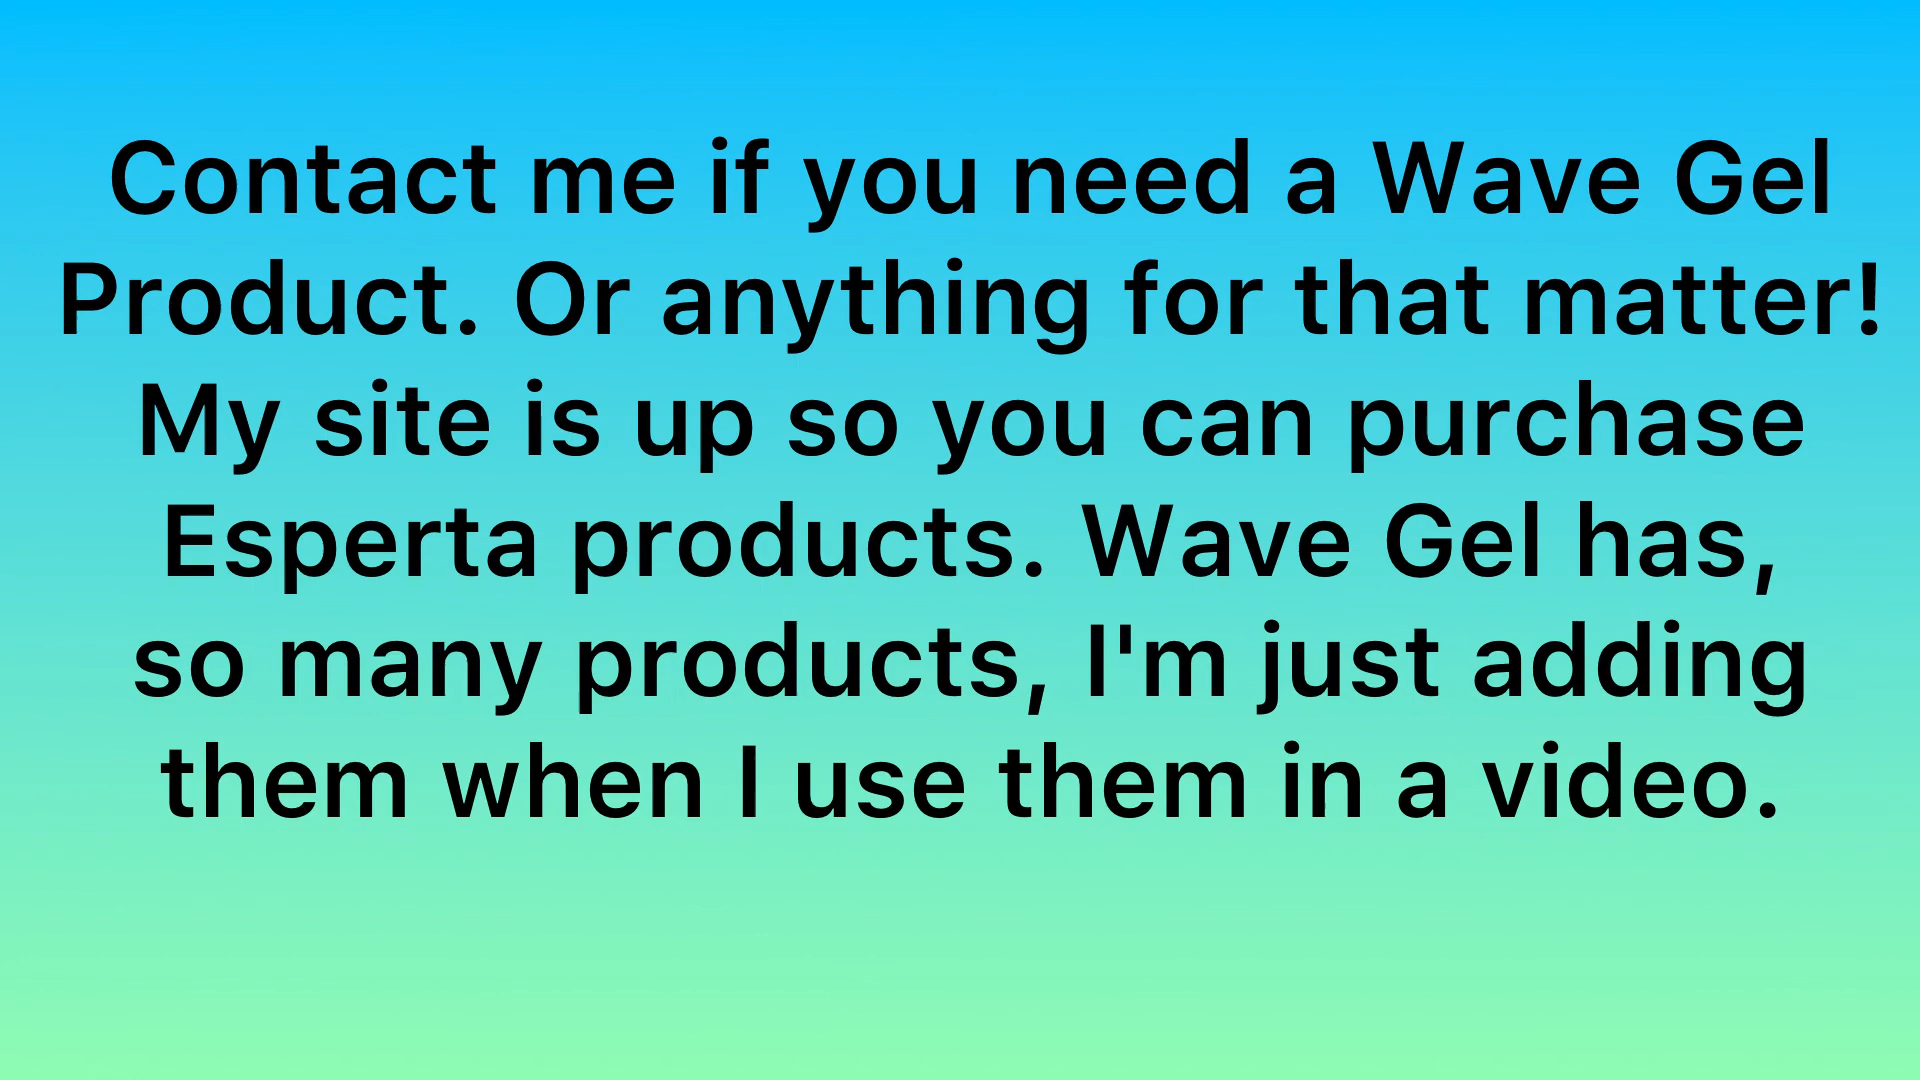 Contact me if you need a Wave Gel
Product. Or anything for that matter!
My site is up so you can purchase
Esperta products. Wave Gel has,
so many products, I'm just adding
them when I use them in a video.